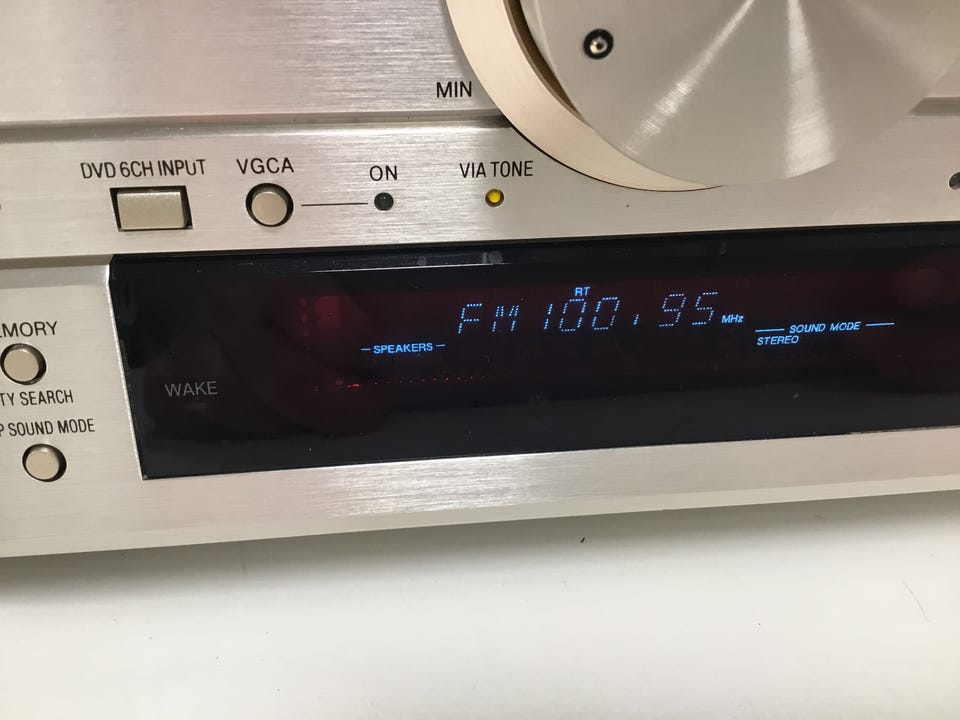 MIN
DVD 6CH INPUT
VGCA
ON
VIA TONE
RT
FM 100.95 MHz
SPEAKERS
SOUND MODE
STEREO
WAKE
EMORY
TY SEARCH
P SOUND MODE